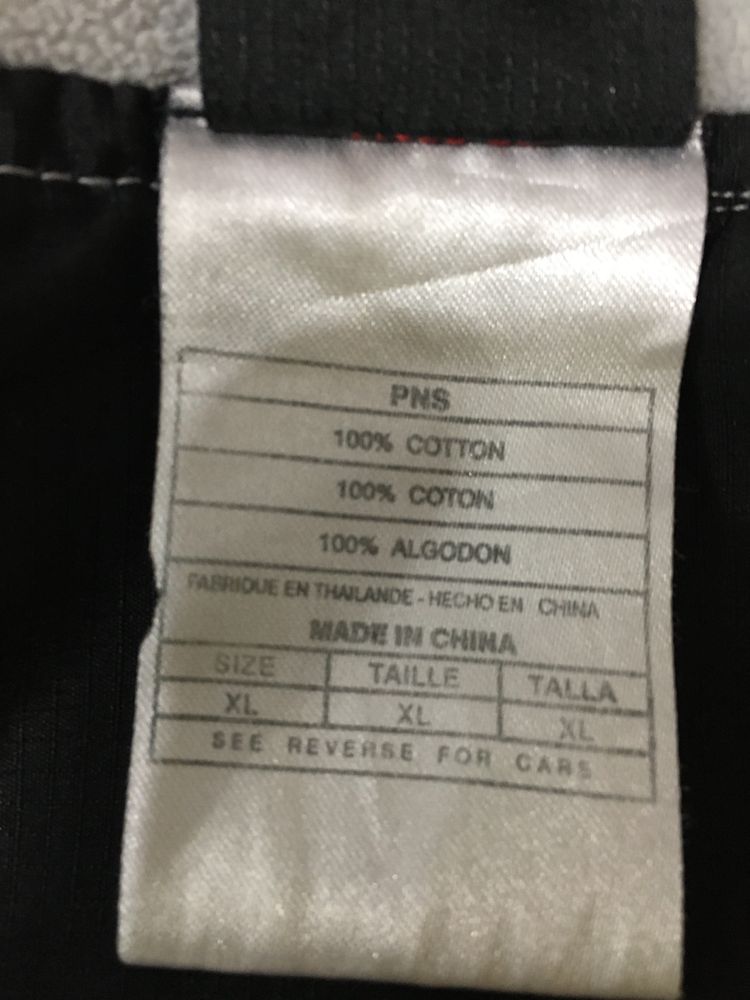 PNS
100% COTTON
100% COTON
100% ALGODON
FABRIQUE EN THAILANDE - HECHO EN CHINA
MADE IN CHINA
SIZE TAILLE TALLA
XL XL XL
SEE REVERSE FOR CARS